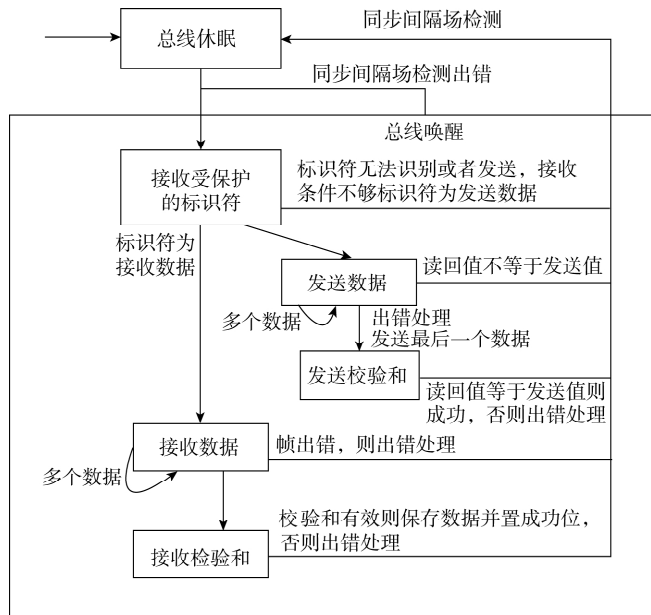 同步间隔场检测
总线休眠
同步间隔场检测出错
总线唤醒
接收受保护
的标识符
标识符无法识别或者发送，接收
条件不够标识符为发送数据
标识符为
接收数据
发送数据
读回值不等于发送值
多个数据
出错处理
发送最后一个数据
发送校验和
读回值等于发送值则
成功，否则出错处理
接收数据
帧出错，则出错处理
多个数据
校验和有效则保存数据并置成功位，
否则出错处理
接收检验和